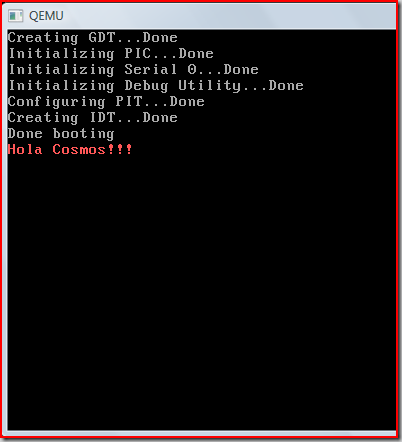 QEMU
Creating GDT...Done
Initializing PIC...Done
Initializing Serial 0...Done
Initializing Debug Utility...Done
Configuring PIT...Done
Creating IDT...Done
Done booting
Hola Cosmos!!!